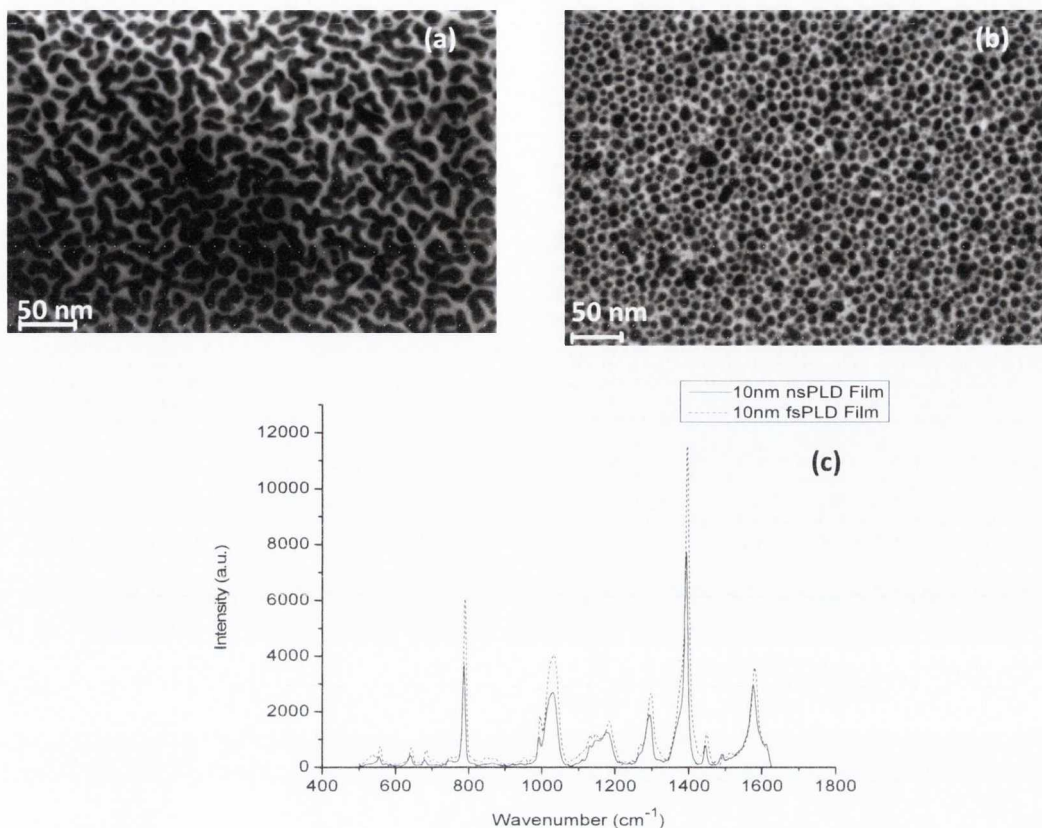 (a)
50 nm
(b)
50 nm
10nm nsPLD Film
10nm fsPLD Film
(c)
12000
10000
8000
6000
4000
2000
0
Intensity (a.u.)
400 600 800 1000 1200 1400 1600 1800
Wavenumber (cm⁻¹)